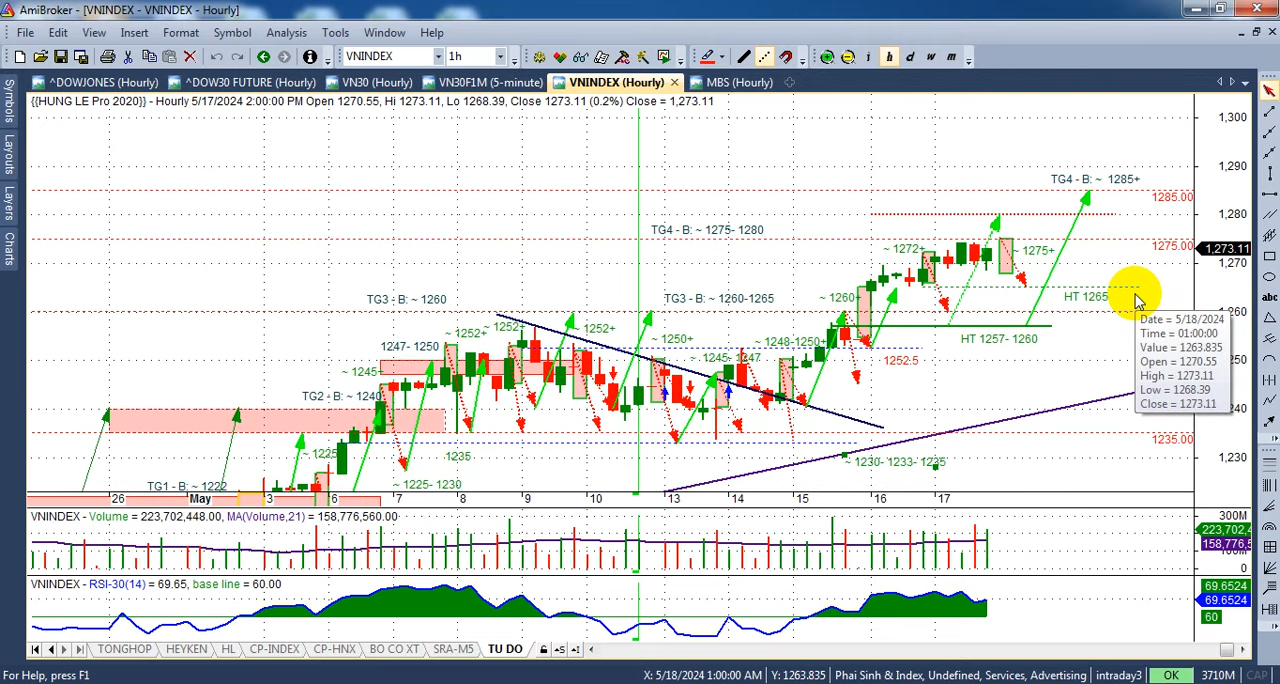 AmiBroker - [VNINDEX - VNINDEX - Hourly]
File Edit View Insert Format Symbol Analysis Tools Window Help
VNINDEX 1h i h d w m
^DOWJONES (Hourly) ^DOW30 FUTURE (Hourly) VN30 (Hourly) VN30F1M (5-minute) VNINDEX (Hourly) MBS (Hourly)
Symbols
Layouts
Layers
Charts
{{HUNG LE Pro 2020}} - Hourly 5/17/2024 2:00:00 PM Open 1270.55, Hi 1273.11, Lo 1268.39, Close 1273.11 (0.2%) Close = 1,273.11
1,300
1,290
TG4 - B: ~ 1285+
1285.00
1,280
TG4 - B: ~ 1275- 1280
1275.00
~ 1272+
~ 1275+
1,273.11
1,270
TG3 - B: ~ 1260
TG3 - B: ~ 1260-1265
~ 1260+
HT 1265
1,260
~ 1252+
~ 1252+
~ 1252+
~ 1250+
~ 1248-1250+
HT 1257- 1260
1247- 1250
~ 1245- 1247
1252.5
1,250
~ 1245+
TG2 - B: ~ 1240
1,240
1235.00
~ 1225
1235
~ 1230- 1233- 1235
1,230
TG1 - B: ~ 1222
~ 1225- 1230
Date = 5/18/2024
Time = 01:00:00
Value = 1263.835
Open = 1270.55
High = 1273.11
Low = 1268.39
Close = 1273.11
abc
26 May 3 6 7 8 9 10 13 14 15 16 17
VNINDEX - Volume = 223,702,448.00, MA(Volume,21) = 158,776,560.00
300M
223,702,4
158,776,5
0
VNINDEX - RSI-30(14) = 69.65, base line = 60.00
69.6524
69.6524
60
TONGHOP HEYKEN HL CP-INDEX CP-HNX BO CO XT SRA-M5 TU DO
For Help, press F1 X: 5/18/2024 1:00:00 AM Y: 1263.835 Phai Sinh & Index, Undefined, Services, Advertising intraday3 OK 3710M CAP